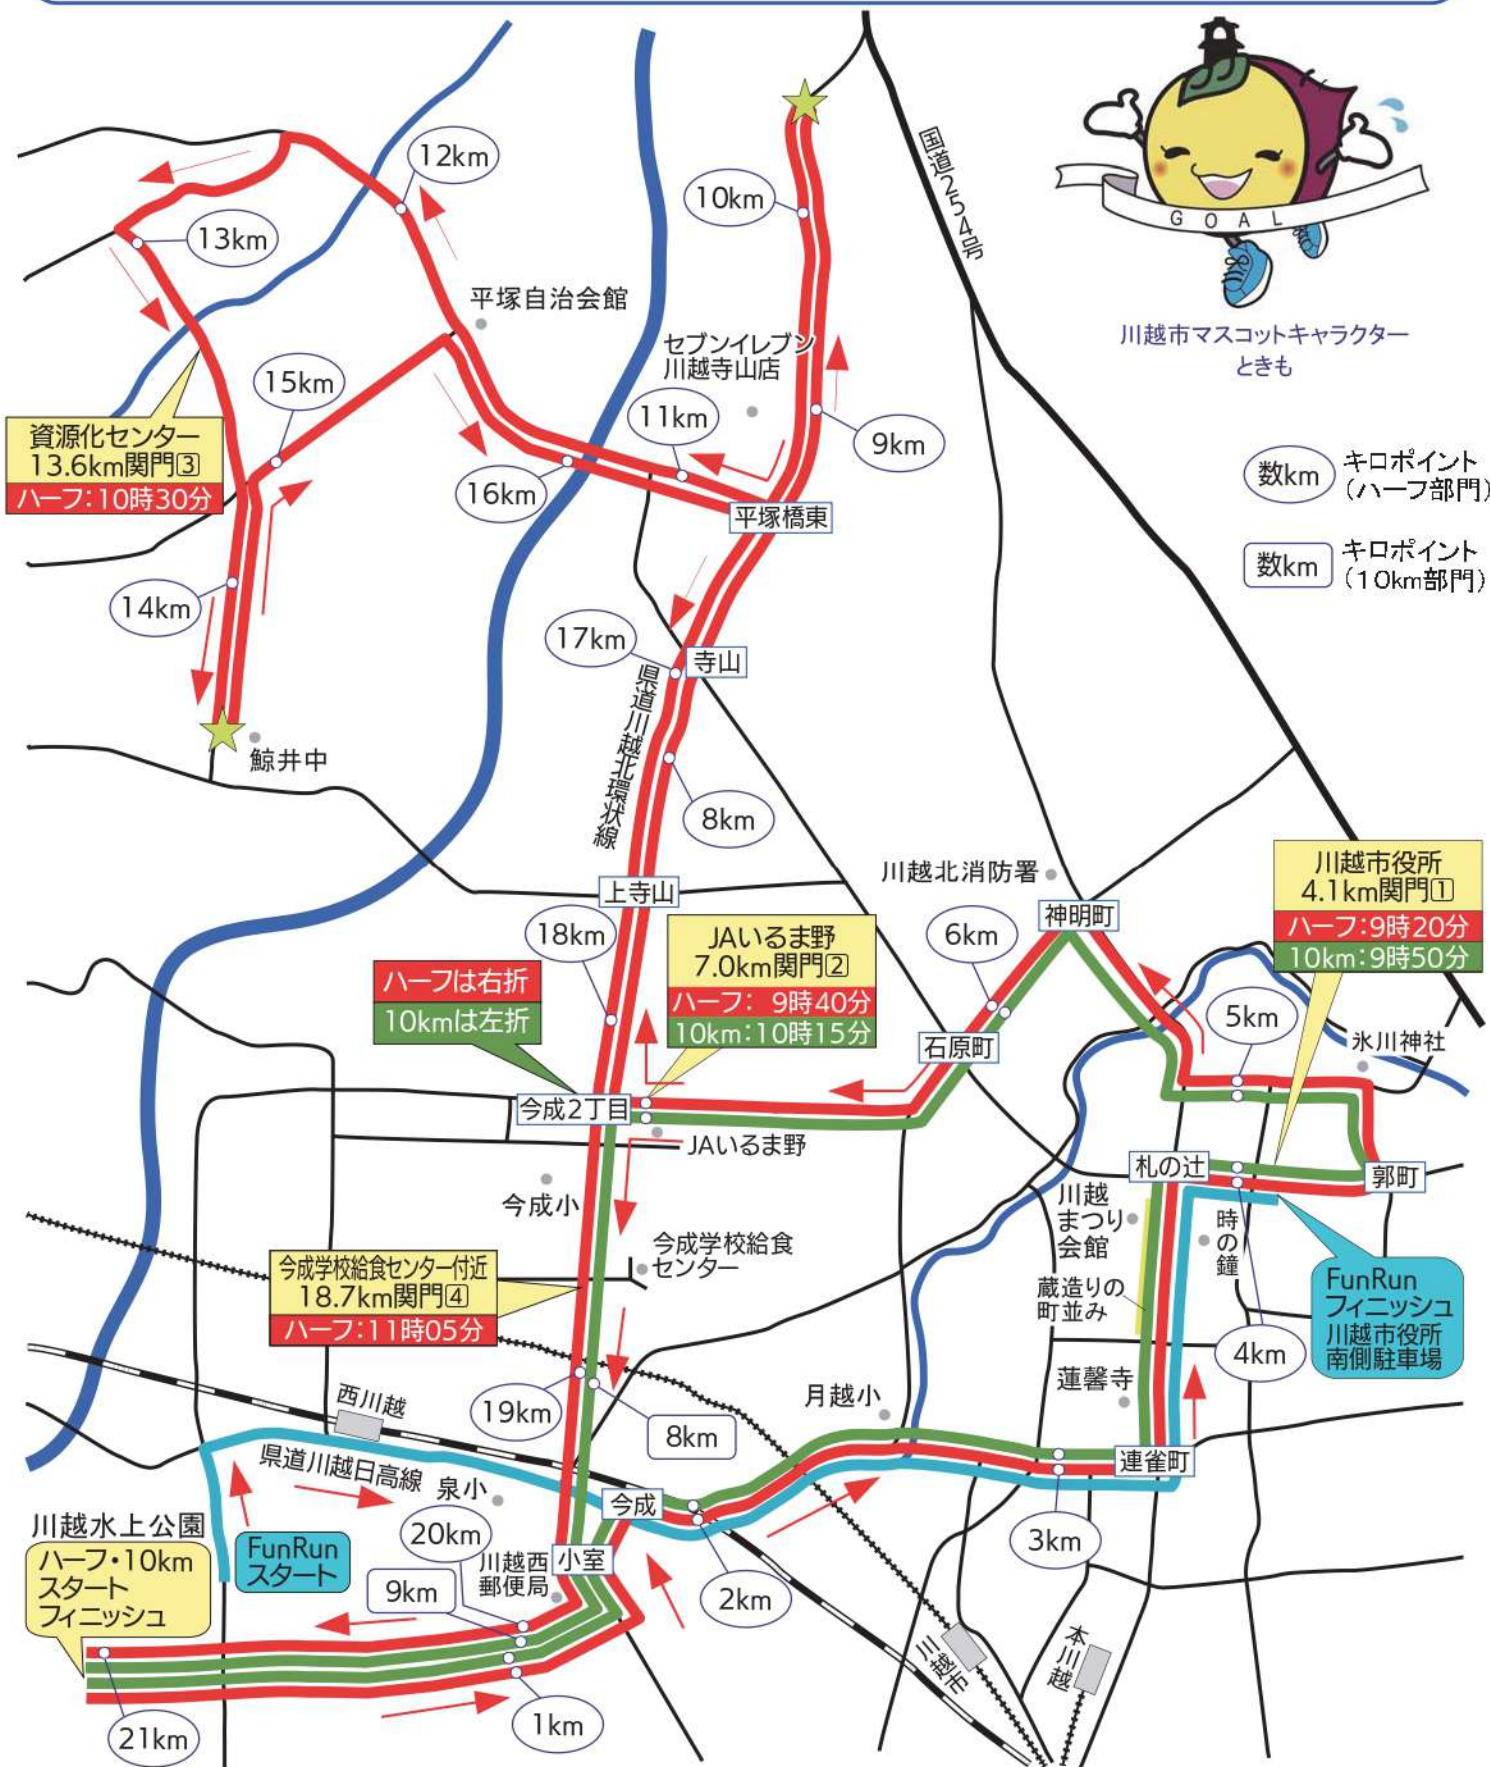 12km
10km
国道254号
GOAL
13km
平塚自治会館
セブンイレブン
川越寺山店
川越市マスコットキャラクター
ときも
15km
11km
9km
資源化センター
13.6km関門③
ハーフ：10時30分
16km
平塚橋東
数km
キロポイント
（ハーフ部門）
数km
キロポイント
（10km部門）
14km
17km
寺山
県道川越北環状線
鯨井中
8km
上寺山
川越北消防署
神明町
川越市役所
4.1km関門①
ハーフ：9時20分
10km：9時50分
18km
JAいるま野
7.0km関門②
ハーフ： 9時40分
10km：10時15分
6km
ハーフは右折
10kmは左折
5km
石原町
氷川神社
今成2丁目
JAいるま野
札の辻
郭町
今成小
川越
まつり
会館
時の鐘
今成学校給食
センター
今成学校給食センター付近
18.7km関門④
ハーフ：11時05分
蔵造りの
町並み
FunRun
フィニッシュ
川越市役所
南側駐車場
4km
西川越
19km
8km
月越小
蓮馨寺
連雀町
県道川越日高線
泉小
今成
川越水上公園
ハーフ・10km
スタート
フィニッシュ
FunRun
スタート
20km
川越西
郵便局
小室
9km
2km
3km
川越市
本川越
21km
1km